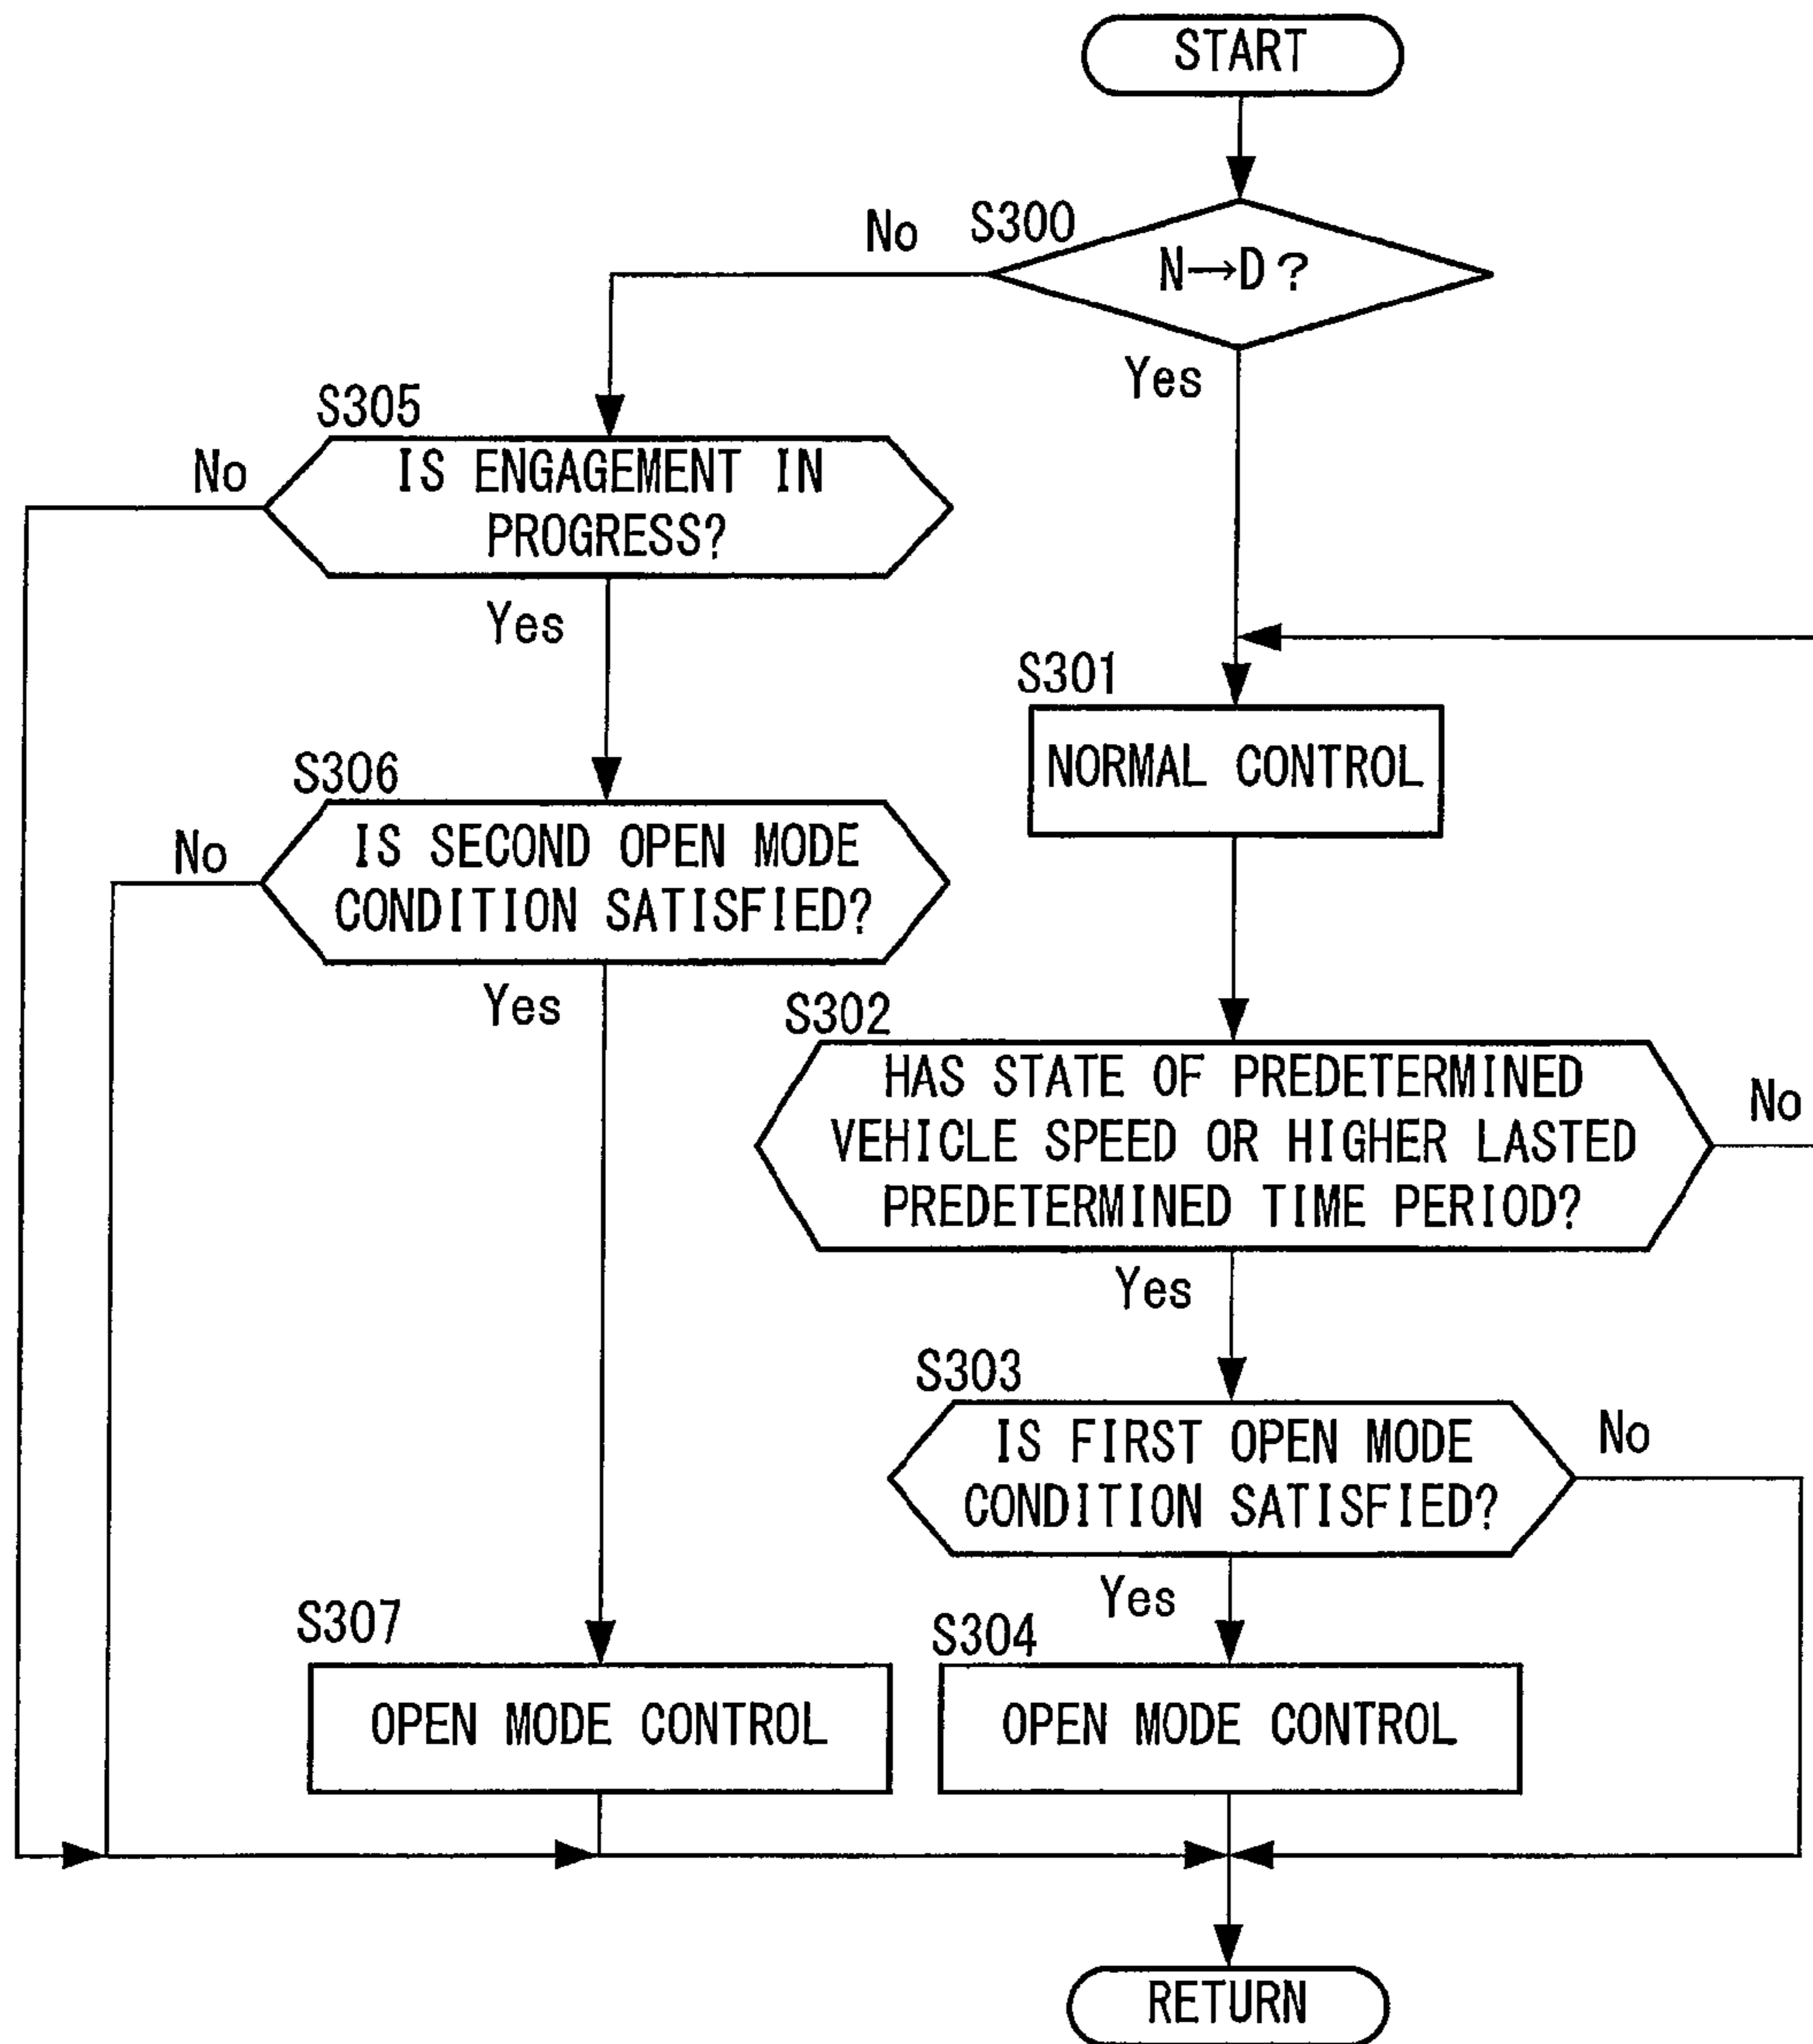 START
S300
No
N→D?
Yes
S305
No
IS ENGAGEMENT IN
PROGRESS?
Yes
S301
NORMAL CONTROL
S306
No
IS SECOND OPEN MODE
CONDITION SATISFIED?
Yes
S302
HAS STATE OF PREDETERMINED
VEHICLE SPEED OR HIGHER LASTED
PREDETERMINED TIME PERIOD?
No
Yes
S303
IS FIRST OPEN MODE
CONDITION SATISFIED?
No
Yes
S307
OPEN MODE CONTROL
S304
OPEN MODE CONTROL
RETURN